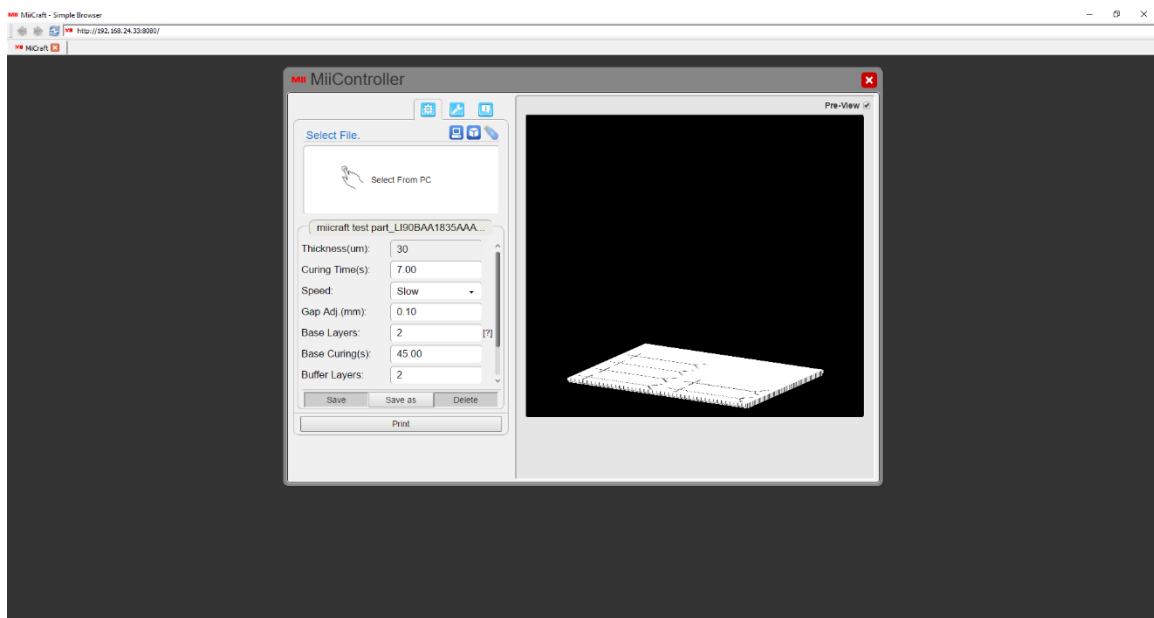 MiiCraft - Simple Browser
http://192.168.24.33:8080/
MiiCraft
MII MiiController
Pre-View
Select File.
Select From PC
miicraft test part_LI90BAA1835AAA...
Thickness(um): 30
Curing Time(s): 7.00
Speed: Slow
Gap Adj.(mm): 0.10
Base Layers: 2 [?]
Base Curing(s): 45.00
Buffer Layers: 2
Save Save as Delete
Print